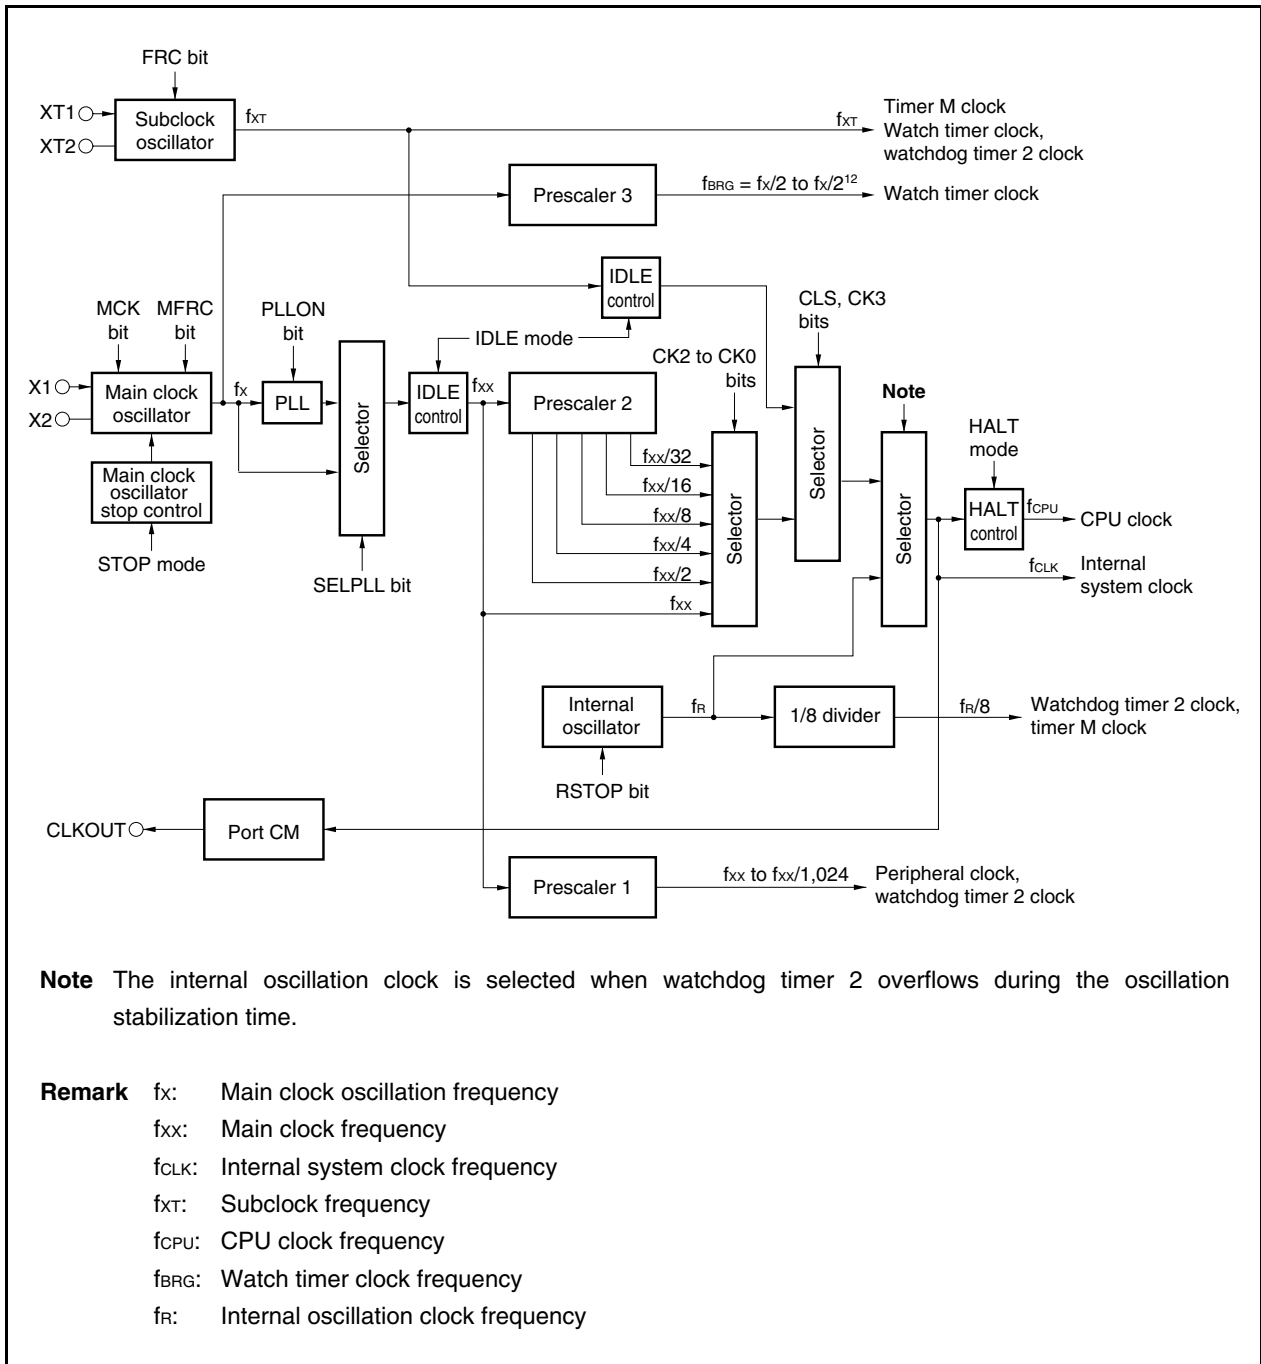 FRC bit
XT1
XT2
Subclock
oscillator
fXT
fXT
Timer M clock
Watch timer clock,
watchdog timer 2 clock
Prescaler 3
fBRG = fX/2 to fX/2¹²
Watch timer clock
MCK
bit
MFRC
bit
PLLON
bit
IDLE
control
CLS, CK3
bits
IDLE mode
CK2 to CK0
bits
X1
X2
Main clock
oscillator
fX
PLL
Selector
IDLE
control
fXX
Prescaler 2
Note
HALT
mode
Main clock
oscillator
stop control
STOP mode
SELPLL bit
fXX/32
fXX/16
fXX/8
fXX/4
fXX/2
fXX
Selector
Selector
Selector
HALT
control
fCPU
CPU clock
fCLK
Internal
system clock
Internal
oscillator
fR
1/8 divider
fR/8
Watchdog timer 2 clock,
timer M clock
RSTOP bit
CLKOUT
Port CM
Prescaler 1
fXX to fXX/1,024
Peripheral clock,
watchdog timer 2 clock
Note The internal oscillation clock is selected when watchdog timer 2 overflows during the oscillation
stabilization time.
Remark fX: Main clock oscillation frequency
fXX: Main clock frequency
fCLK: Internal system clock frequency
fXT: Subclock frequency
fCPU: CPU clock frequency
fBRG: Watch timer clock frequency
fR: Internal oscillation clock frequency